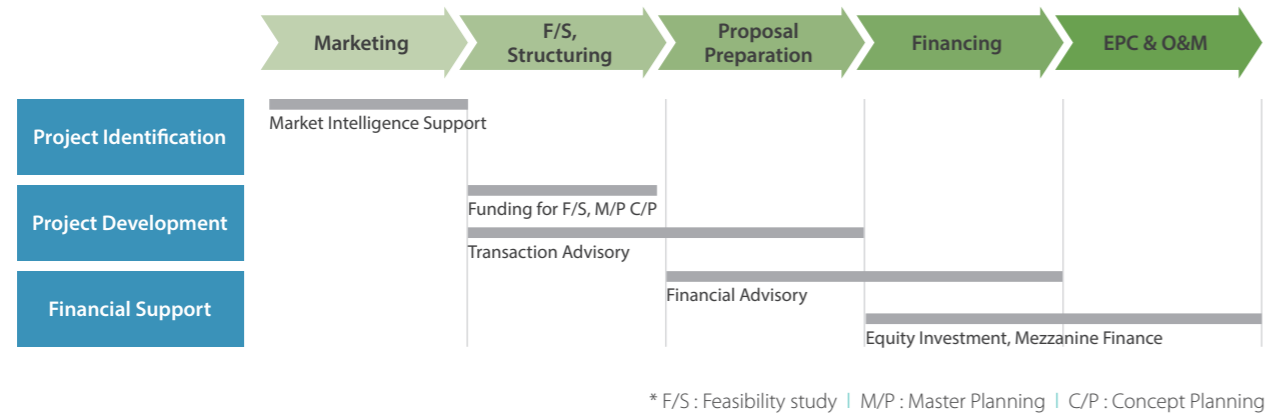 Marketing
F/S,
Structuring
Proposal
Preparation
Financing
EPC & O&M
Project Identification
Market Intelligence Support
Project Development
Funding for F/S, M/P C/P
Transaction Advisory
Financial Support
Financial Advisory
Equity Investment, Mezzanine Finance
* F/S : Feasibility study | M/P : Master Planning | C/P : Concept Planning